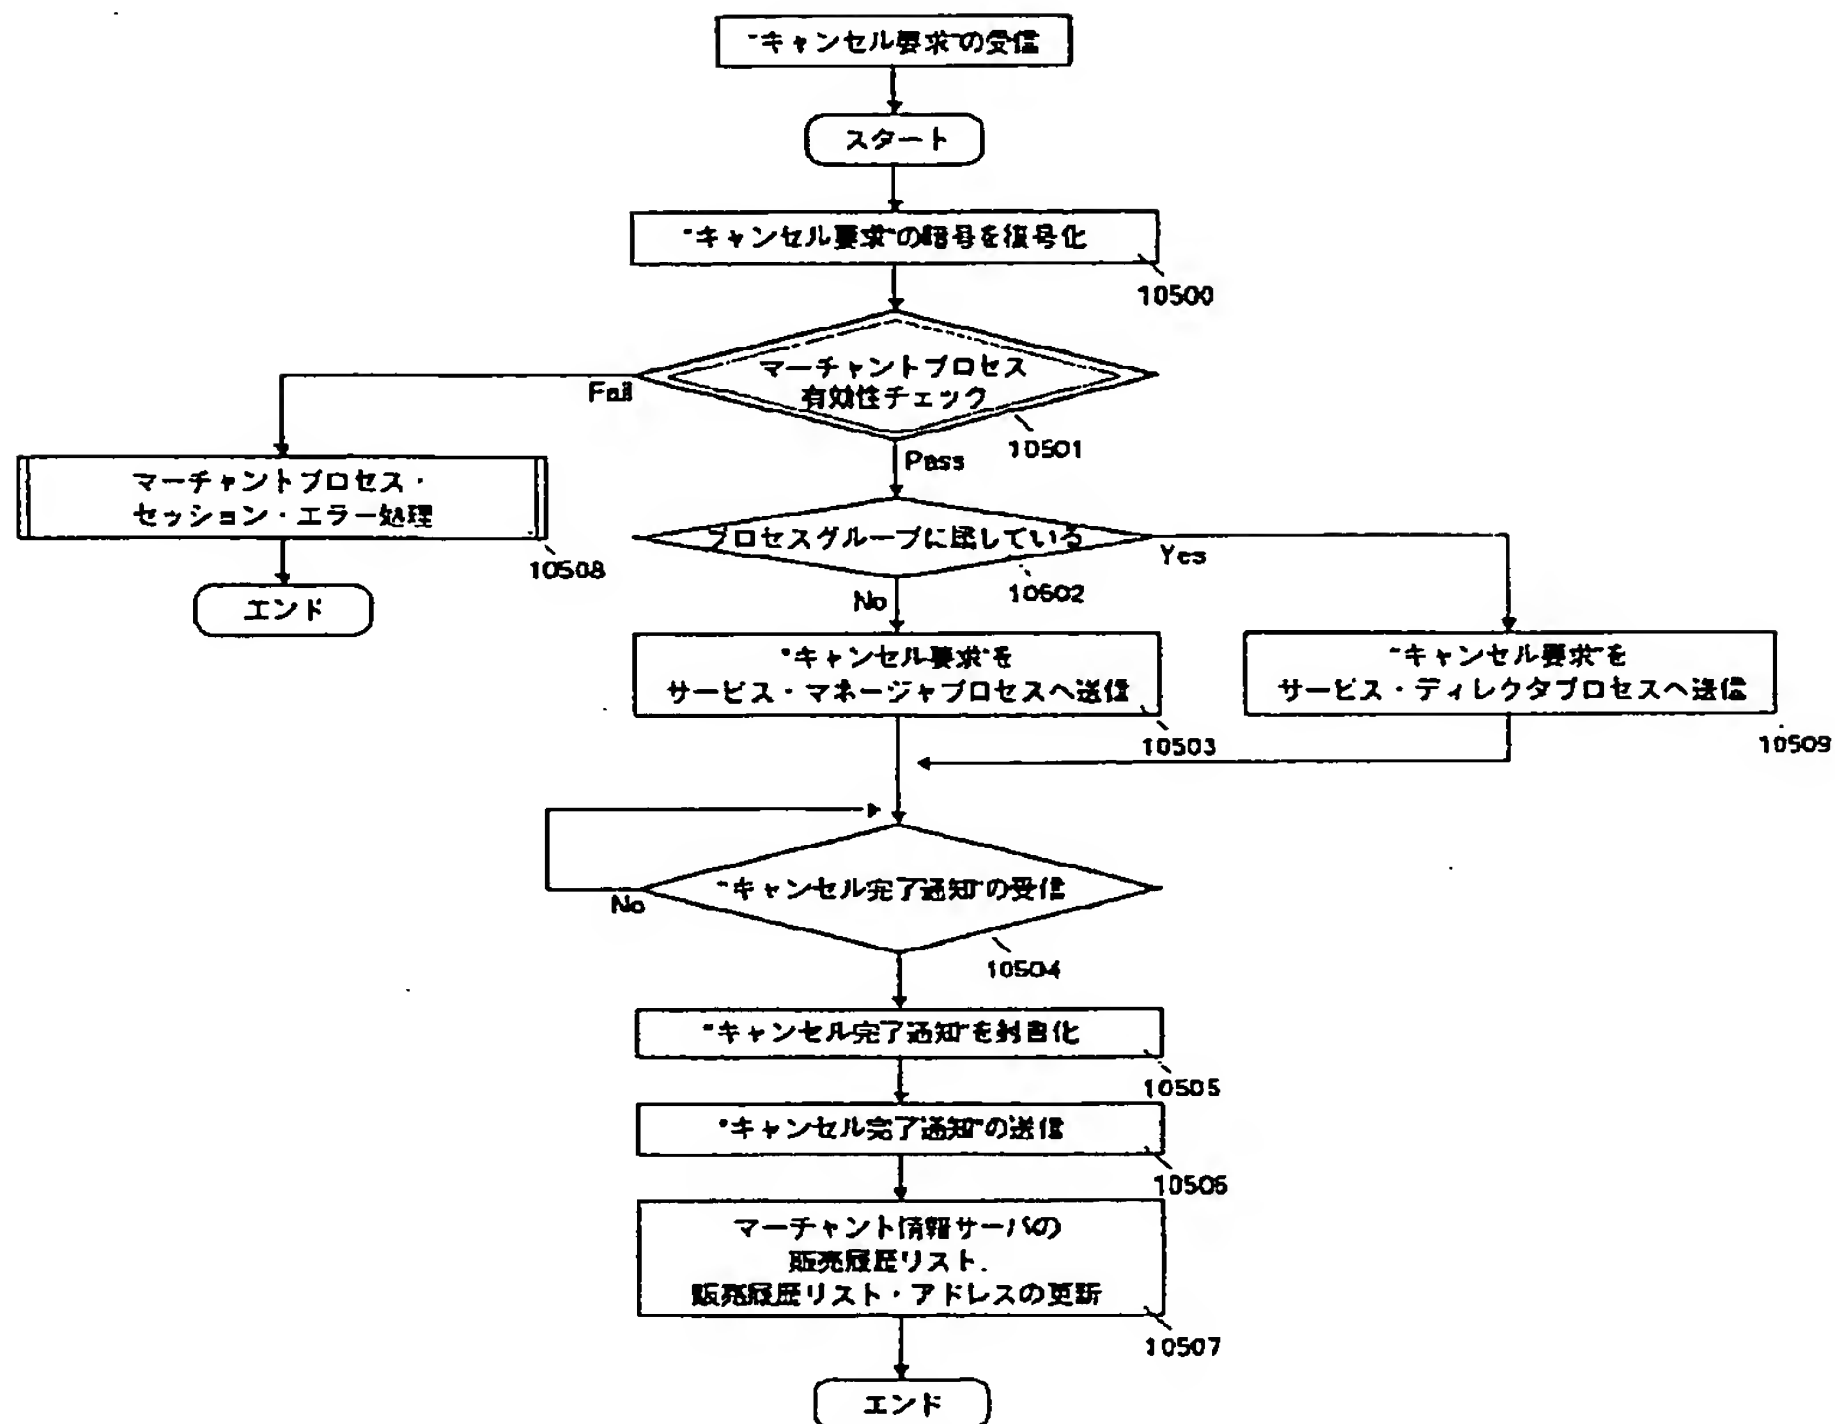 "キャンセル要求"の受信
スタート
"キャンセル要求"の暗号を復号化
10500
マーチャントプロセス
有効性チェック
Fail
10501
Pass
マーチャントプロセス・
セッション・エラー処理
10508
エンド
プロセスグループに属している
Yes
10502
No
"キャンセル要求"を
サービス・マネージャプロセスへ送信
10503
"キャンセル要求"を
サービス・ディレクタプロセスへ送信
10509
"キャンセル完了通知"の受信
No
10504
"キャンセル完了通知"を封書化
10505
"キャンセル完了通知"の送信
10506
マーチャント情報サーバの
販売履歴リスト.
販売履歴リスト・アドレスの更新
10507
エンド